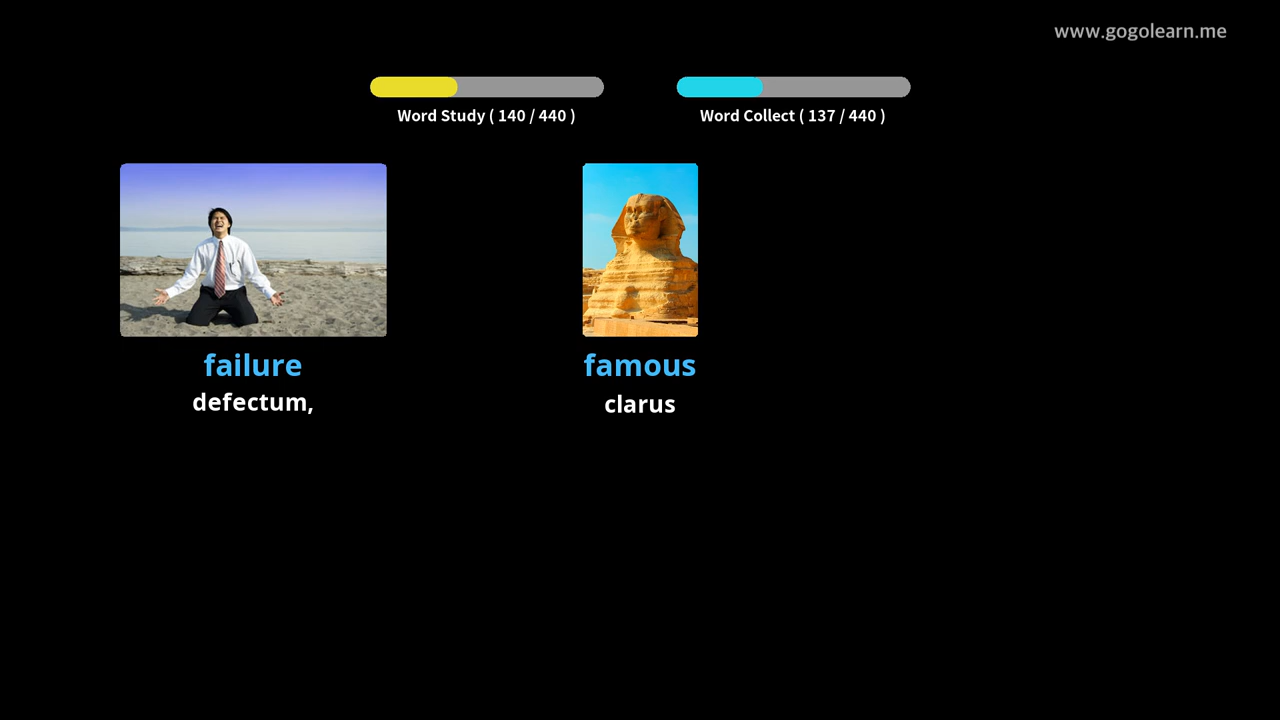 www.gogolearn.me
Word Study ( 140 / 440 )
Word Collect ( 137 / 440 )
failure
defectum,
famous
clarus